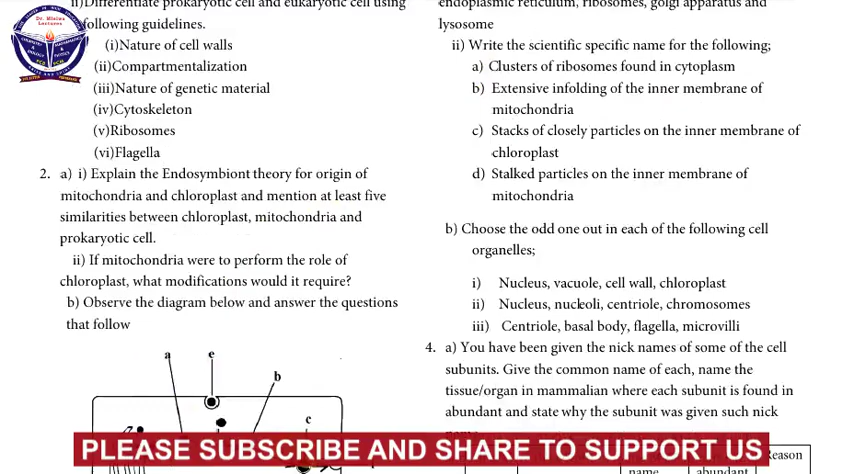 ii)Differentiate prokaryotic cell and eukaryotic cell using
following guidelines.
(i)Nature of cell walls
(ii)Compartmentalization
(iii)Nature of genetic material
(iv)Cytoskeleton
(v)Ribosomes
(vi)Flagella
2. a) i) Explain the Endosymbiont theory for origin of
mitochondria and chloroplast and mention at least five
similarities between chloroplast, mitochondria and
prokaryotic cell.
ii) If mitochondria were to perform the role of
chloroplast, what modifications would it require?
b) Observe the diagram below and answer the questions
that follow
a
e
b
c
endoplasmic reticulum, ribosomes, golgi apparatus and
lysosome
ii) Write the scientific specific name for the following;
a) Clusters of ribosomes found in cytoplasm
b) Extensive infolding of the inner membrane of
mitochondria
c) Stacks of closely particles on the inner membrane of
chloroplast
d) Stalked particles on the inner membrane of
mitochondria
b) Choose the odd one out in each of the following cell
organelles;
i) Nucleus, vacuole, cell wall, chloroplast
ii) Nucleus, nuckoli, centriole, chromosomes
iii) Centriole, basal body, flagella, microvilli
4. a) You have been given the nick names of some of the cell
subunits. Give the common name of each, name the
tissue/organ in mammalian where each subunit is found in
abundant and state why the subunit was given such nick
name abundant
Reason
PLEASE SUBSCRIBE AND SHARE TO SUPPORT US